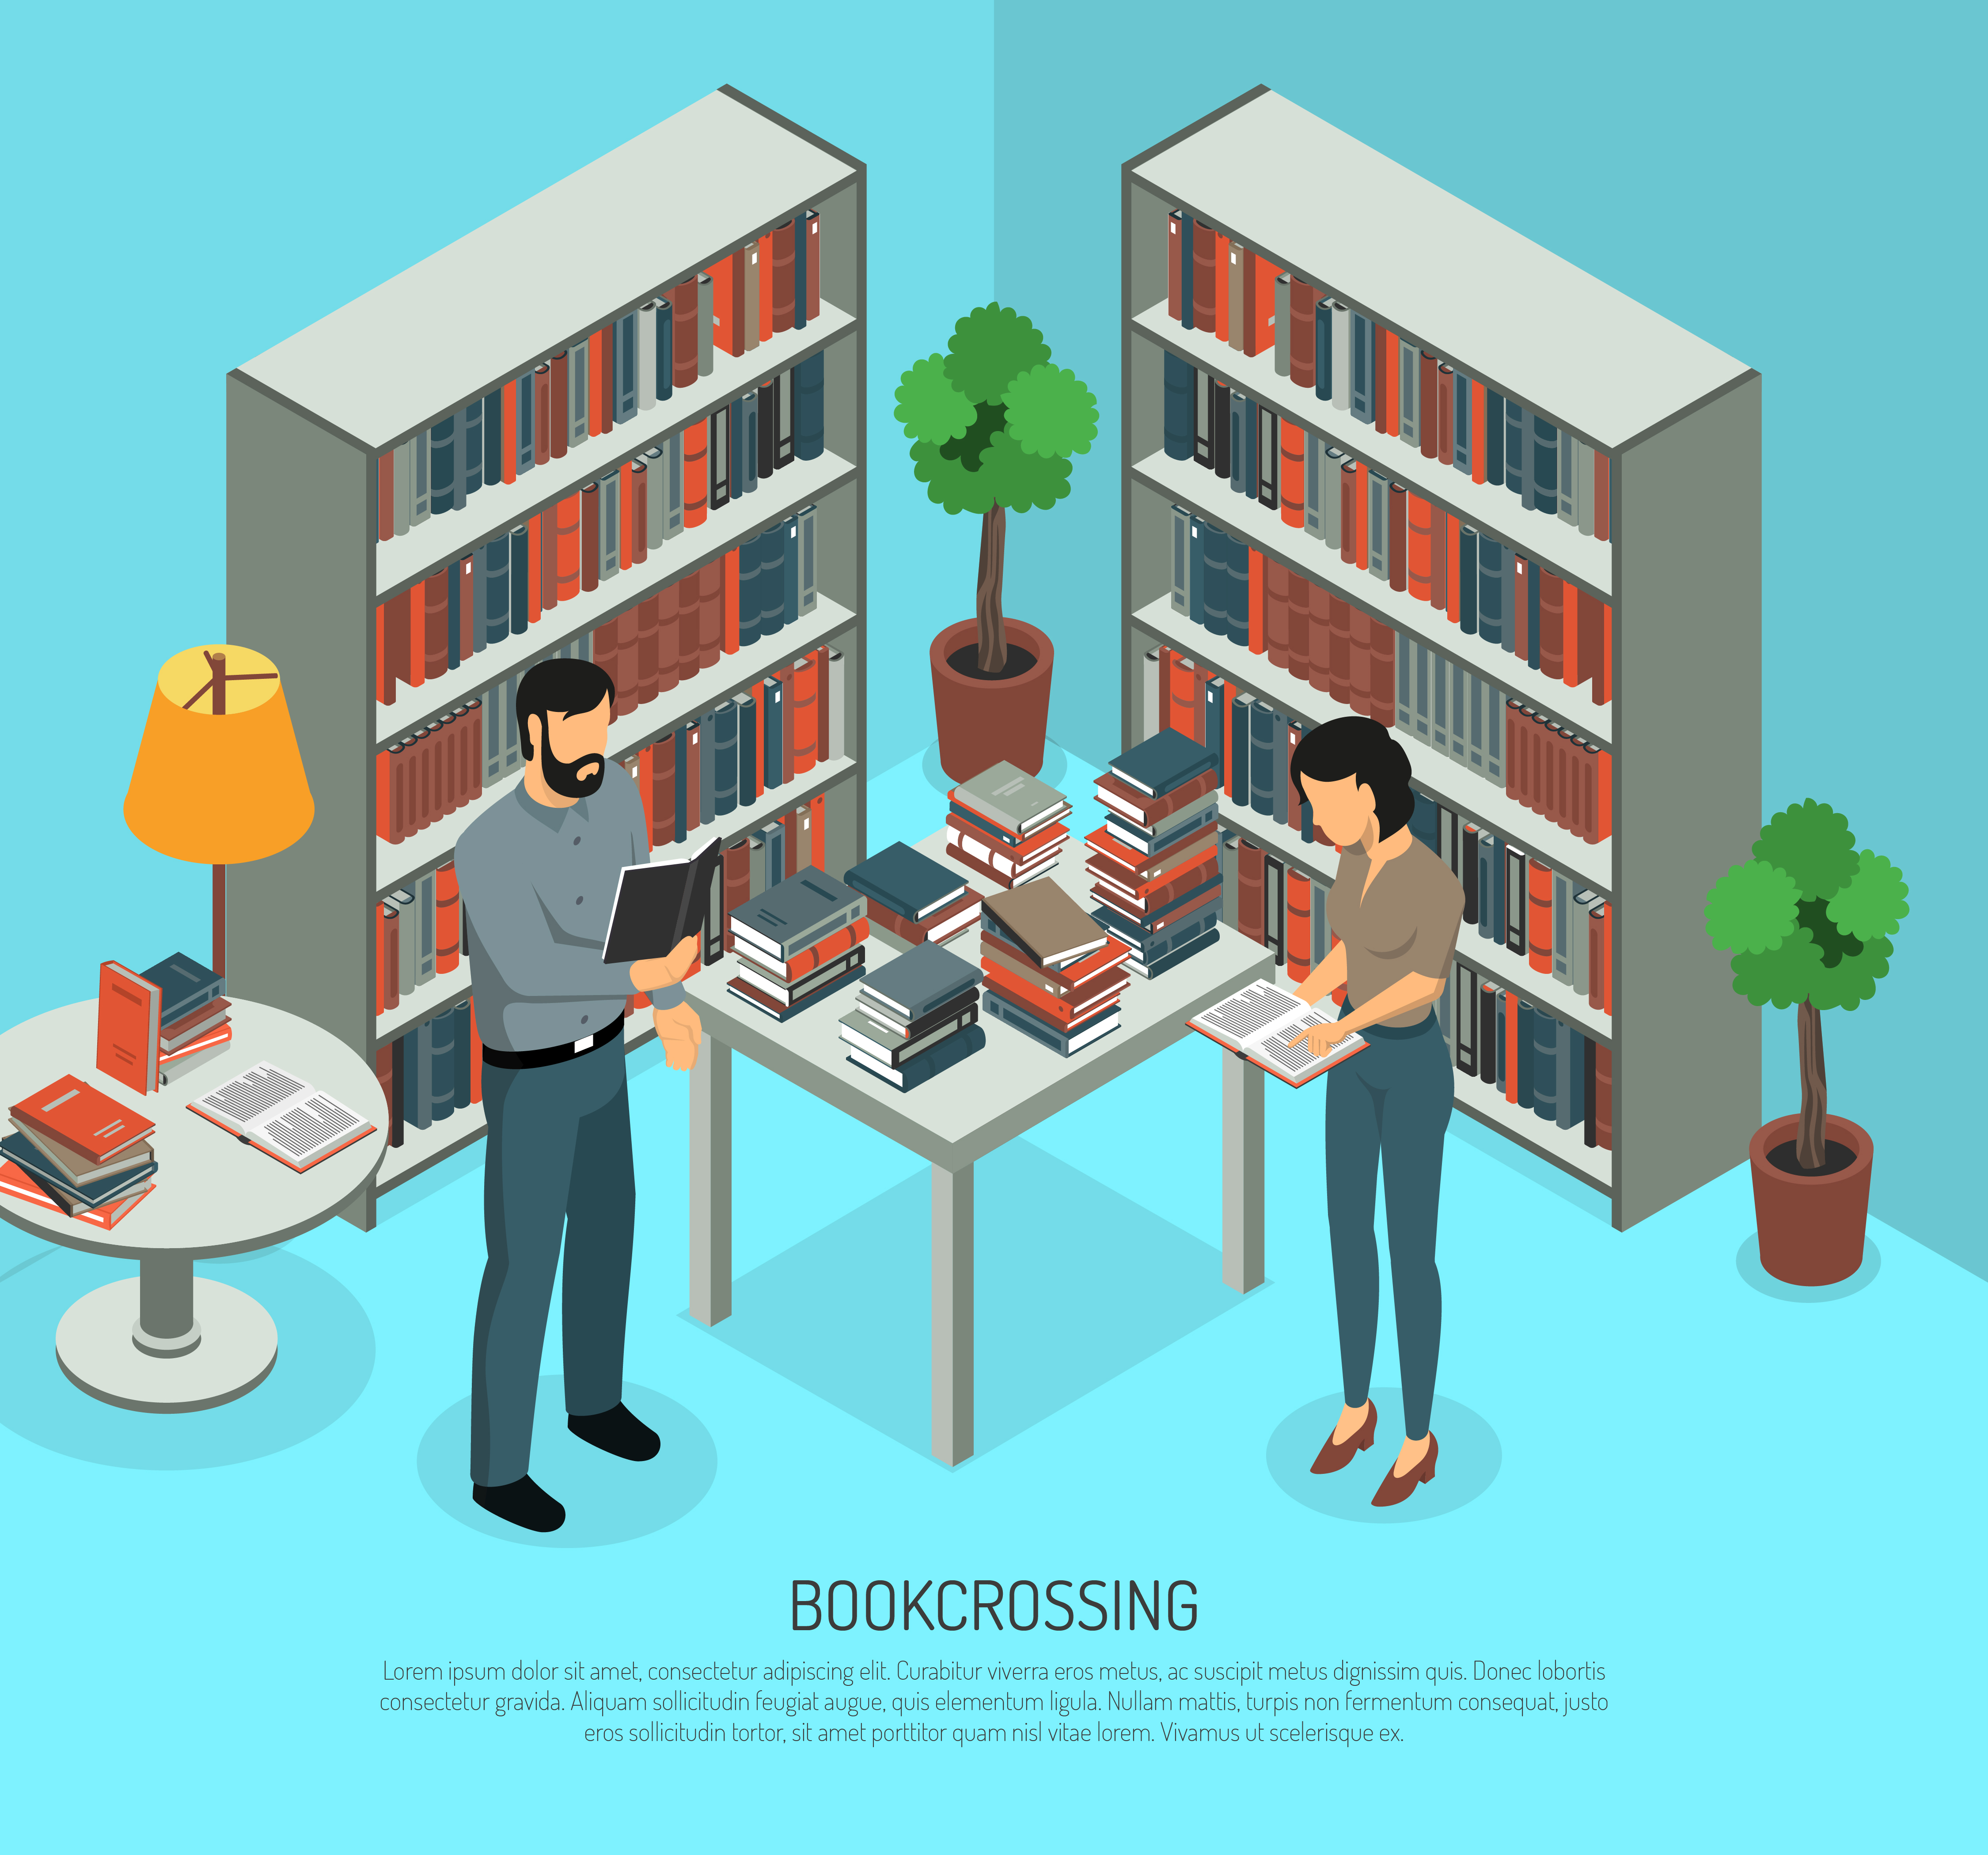 BOOKCROSSING
Lorem ipsum dolor sit amet, consectetur adipiscing elit. Curabitur viverra eros metus, ac suscipit metus dignissim quis. Donec lobortis
consectetur gravida. Aliquam sollicitudin feugiat augue, quis elementum ligula. Nullam mattis, turpis non fermentum consequat, justo
eros sollicitudin tortor, sit amet porttitor quam nisl vitae lorem. Vivamus ut scelerisque ex.